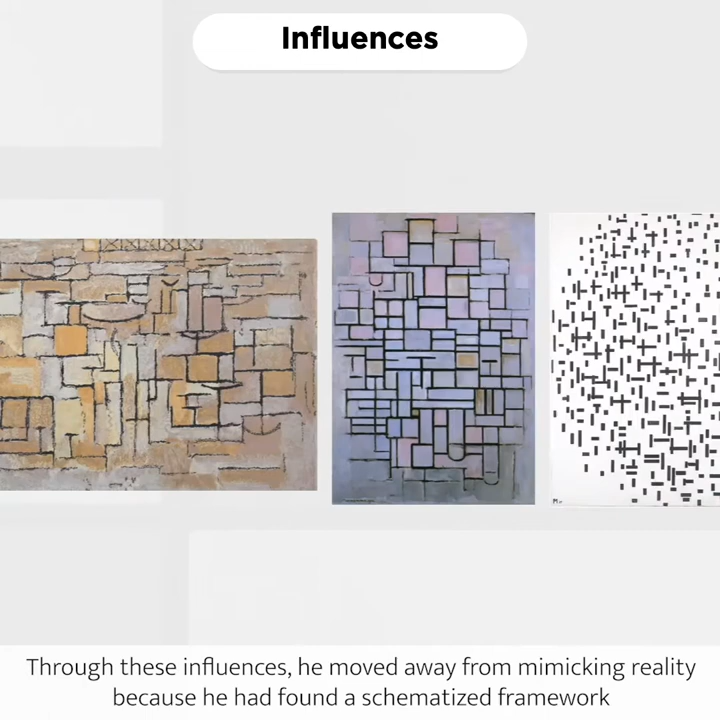 Influences
Through these influences, he moved away from mimicking reality
because he had found a schematized framework